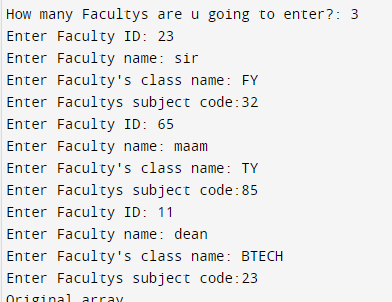 How many Facultys are u going to enter?: 3
Enter Faculty ID: 23
Enter Faculty name: sir
Enter Faculty's class name: FY
Enter Facultys subject code:32
Enter Faculty ID: 65
Enter Faculty name: maam
Enter Faculty's class name: TY
Enter Facultys subject code:85
Enter Faculty ID: 11
Enter Faculty name: dean
Enter Faculty's class name: BTECH
Enter Facultys subject code:23
Original array